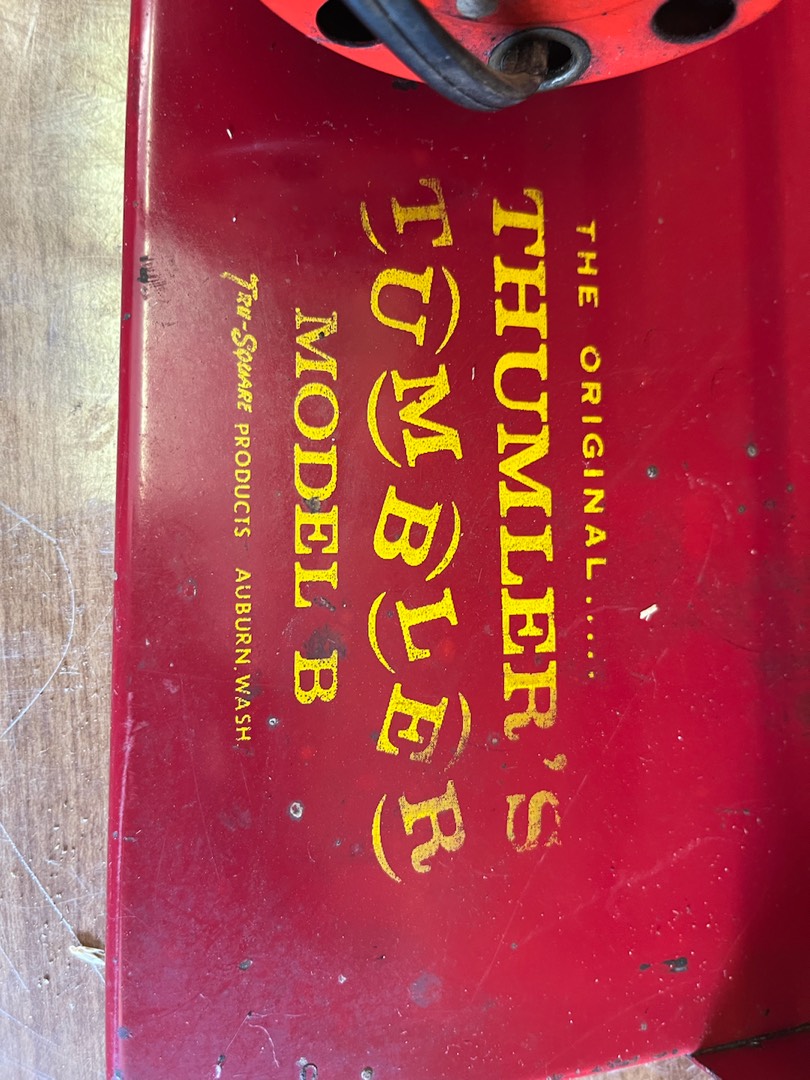 THE ORIGINAL....
THUMLER'S
TUMBLER
MODEL B
TRU-SQUARE PRODUCTS AUBURN, WASH.